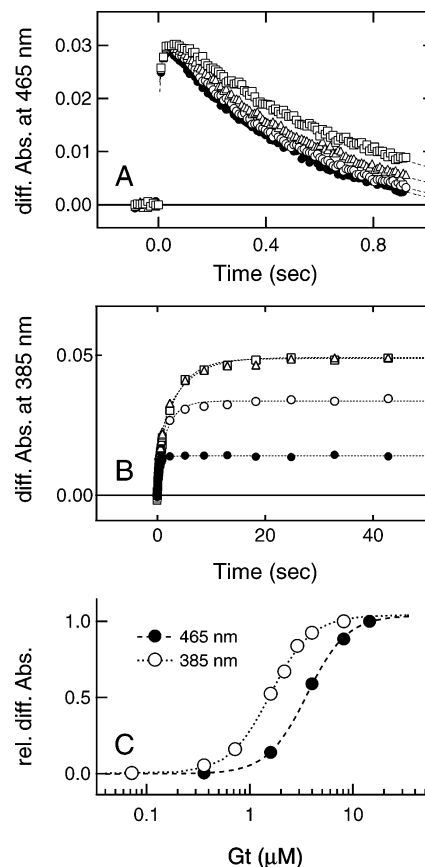 0.03
0.02
0.01
0.00
diff. Abs. at 465 nm
A
0.0 0.4 0.8
Time (sec)
0.05
0.00
diff. Abs. at 385 nm
B
0 20 40
Time (sec)
1.0
0.5
0.0
rel. diff. Abs.
465 nm
385 nm
C
0.1 1 10
Gt (μM)